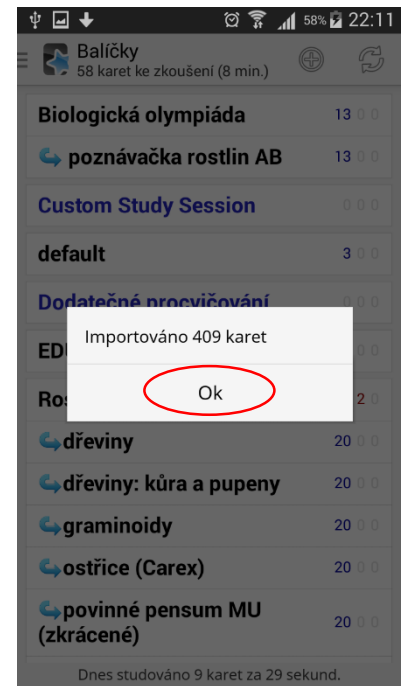 58% 22:11
Balíčky
58 karet ke zkoušení (8 min.)
Biologická olympiáda 13 0 0
poznávačka rostlin AB 13 0 0
Custom Study Session 0 0 0
default 3 0 0
Dodatečné procvičování 0 0 0
Importováno 409 karet
ED 0 0
Ok
Ro 2 0
dřeviny 20 0 0
dřeviny: kůra a pupeny 20 0 0
graminoidy 20 0 0
ostřice (Carex) 20 0 0
povinné pensum MU
(zkrácené) 20 0 0
Dnes studováno 9 karet za 29 sekund.